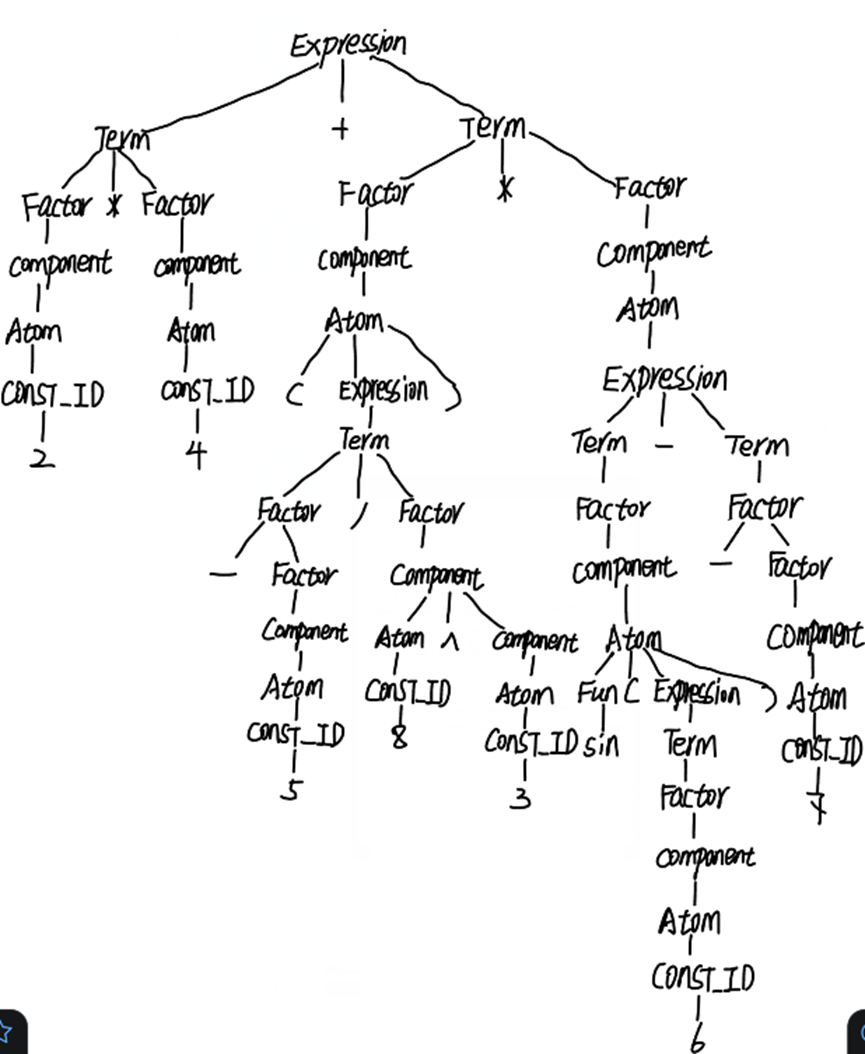 Expression
Term + Term
Factor * Factor Factor * Factor
component component component Component
Atom Atom Atom Atom
CONST_ID CONST_ID ( Expression ) Expression
2 4 Term Term - Term
Factor / Factor Factor Factor
- Factor Component component - Factor
Component Atom ^ component Atom Component
Atom CONST_ID Atom Fun ( Expression ) Atom
CONST_ID 8 CONST_ID sin Term CONST_ID
5 3 Factor 7
component
Atom
CONST_ID
6